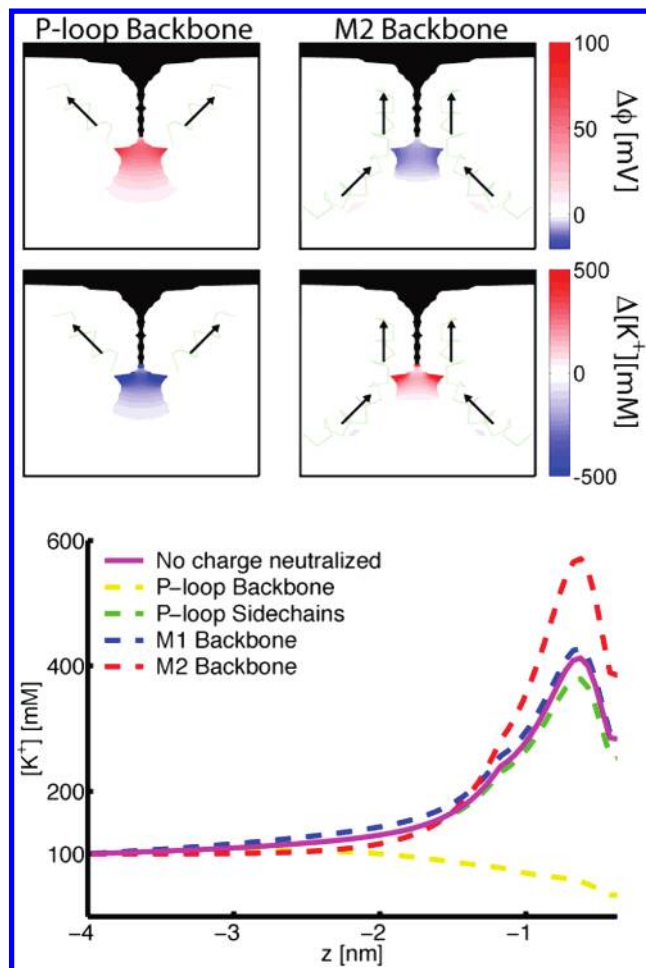 P-loop Backbone
M2 Backbone
100
50
0
Δϕ [mV]
500
0
-500
Δ[K⁺][mM]
600
400
200
100
[K⁺] [mM]
No charge neutralized
P-loop Backbone
P-loop Sidechains
M1 Backbone
M2 Backbone
−4
−3
−2
−1
z [nm]